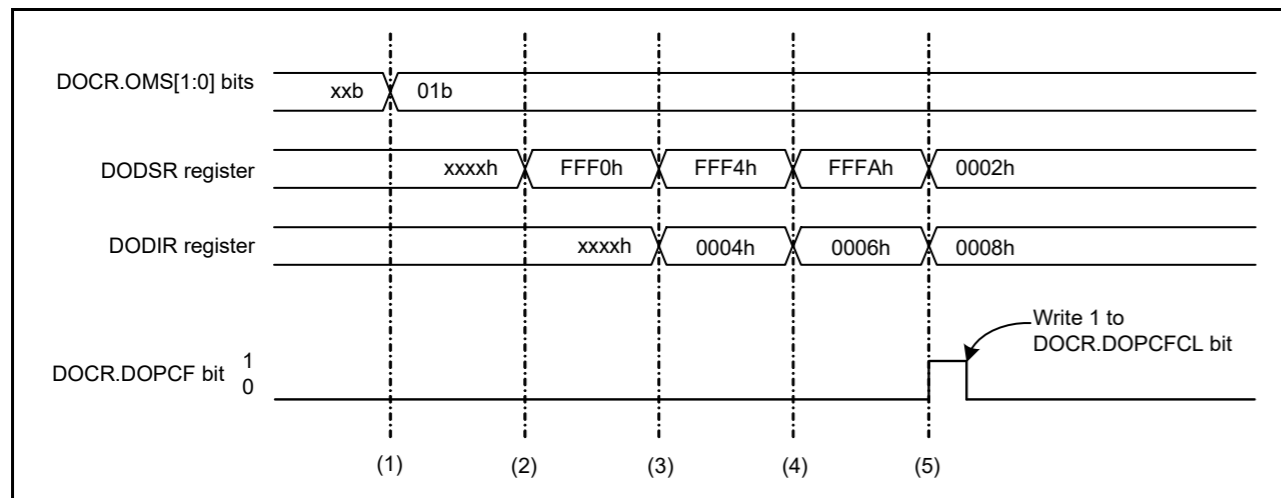 DOCR.OMS[1:0] bits
xxb
01b
DODSR register
xxxxh
FFF0h
FFF4h
FFFAh
0002h
DODIR register
xxxxh
0004h
0006h
0008h
Write 1 to
DOCR.DOPCFCL bit
DOCR.DOPCF bit
1
0
(1)
(2)
(3)
(4)
(5)